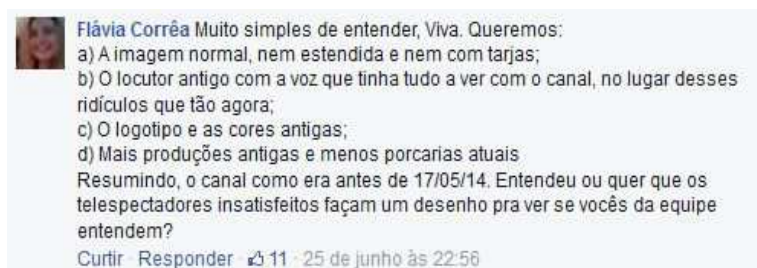 Flávia Corrêa Muito simples de entender, Viva. Queremos:
a) A imagem normal, nem estendida e nem com tarjas;
b) O locutor antigo com a voz que tinha tudo a ver com o canal, no lugar desses
ridículos que tão agora;
c) O logotipo e as cores antigas;
d) Mais produções antigas e menos porcarias atuais
Resumindo, o canal como era antes de 17/05/14. Entendeu ou quer que os
telespectadores insatisfeitos façam um desenho pra ver se vocês da equipe
entendem?
Curtir · Responder · 11 · 25 de junho às 22:56